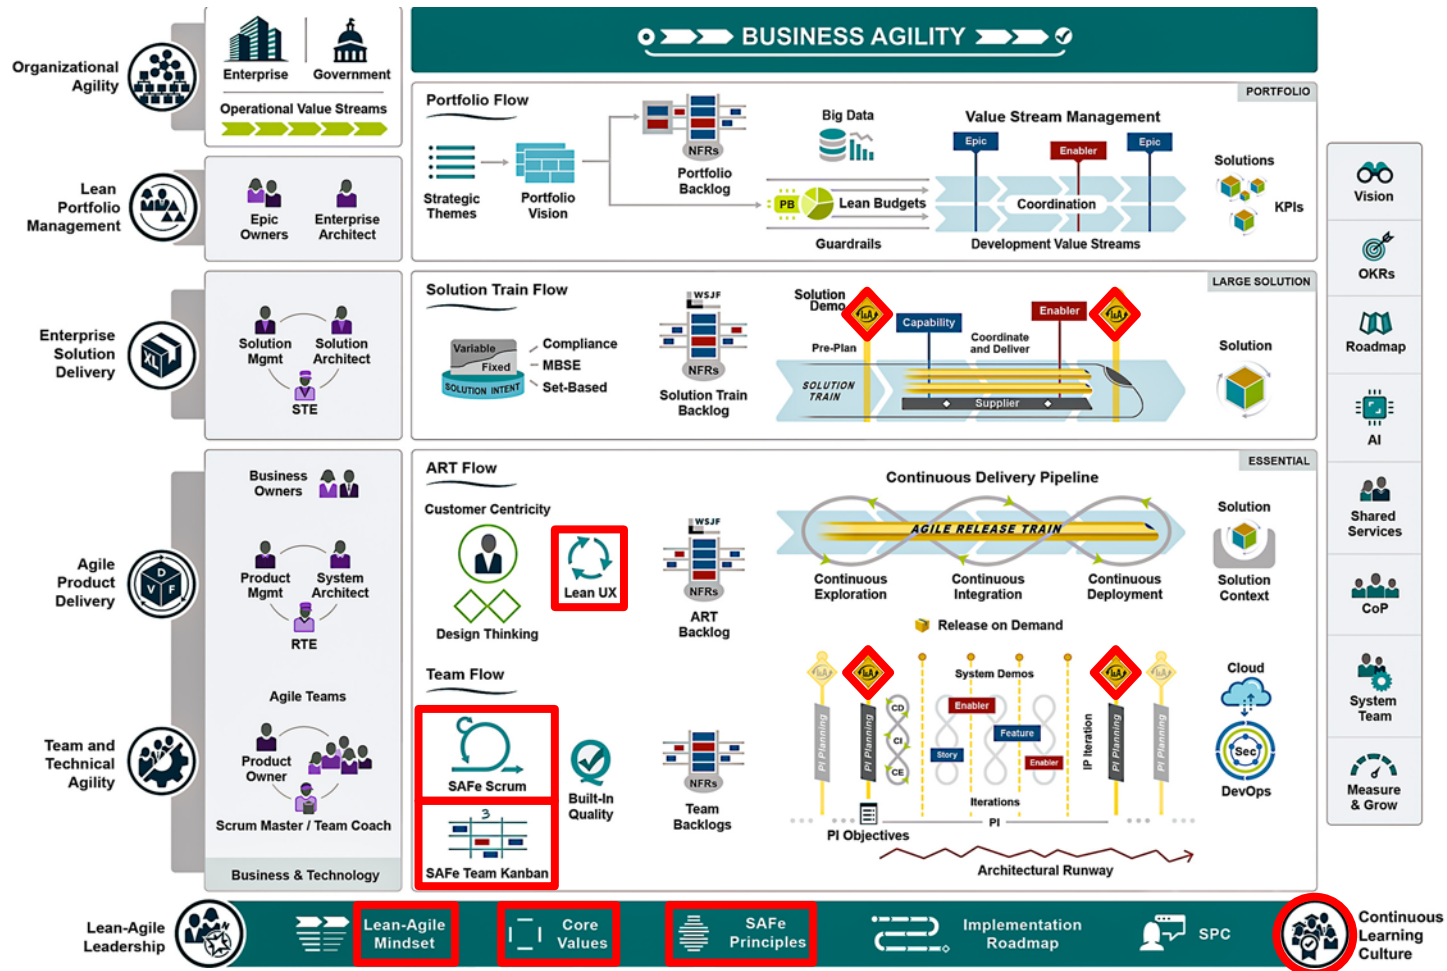 BUSINESS AGILITY
Organizational
Agility
Enterprise
Government
Operational Value Streams
Lean
Portfolio
Management
Epic
Owners
Enterprise
Architect
PORTFOLIO
Portfolio Flow
Strategic
Themes
Portfolio
Vision
NFRs
Portfolio
Backlog
Big Data
PB
Lean Budgets
Guardrails
Value Stream Management
Epic
Enabler
Epic
Coordination
Development Value Streams
Solutions
KPIs
Enterprise
Solution
Delivery
XL
Solution
Mgmt
Solution
Architect
STE
LARGE SOLUTION
Solution Train Flow
Variable
Fixed
SOLUTION INTENT
Compliance
MBSE
Set-Based
WSJF
NFRs
Solution Train
Backlog
Solution
Demo
I&A
Pre-Plan
Capability
Coordinate
and Deliver
Enabler
I&A
SOLUTION
TRAIN
Supplier
Solution
Agile
Product
Delivery
D
V F
Business
Owners
Product
Mgmt
System
Architect
RTE
ESSENTIAL
ART Flow
Customer Centricity
Lean UX
Design Thinking
WSJF
NFRs
ART
Backlog
Continuous Delivery Pipeline
AGILE RELEASE TRAIN
Continuous
Exploration
Continuous
Integration
Continuous
Deployment
Release on Demand
Solution
Solution
Context
Team and
Technical
Agility
Agile Teams
Product
Owner
Scrum Master / Team Coach
Business & Technology
Team Flow
SAFe Scrum
3
SAFe Team Kanban
Built-In
Quality
NFRs
Team
Backlogs
I&A
I&A
I&A
I&A
System Demos
PI Planning
PI Planning
CD
CI
CE
Enabler
Story
Feature
Enabler
IP Iteration
PI Planning
PI Planning
Iterations
PI
PI Objectives
Architectural Runway
Cloud
Sec
DevOps
Vision
OKRs
Roadmap
AI
Shared
Services
CoP
System
Team
Measure
& Grow
Lean-Agile
Leadership
Lean-Agile
Mindset
Core
Values
SAFe
Principles
Implementation
Roadmap
SPC
Continuous
Learning
Culture